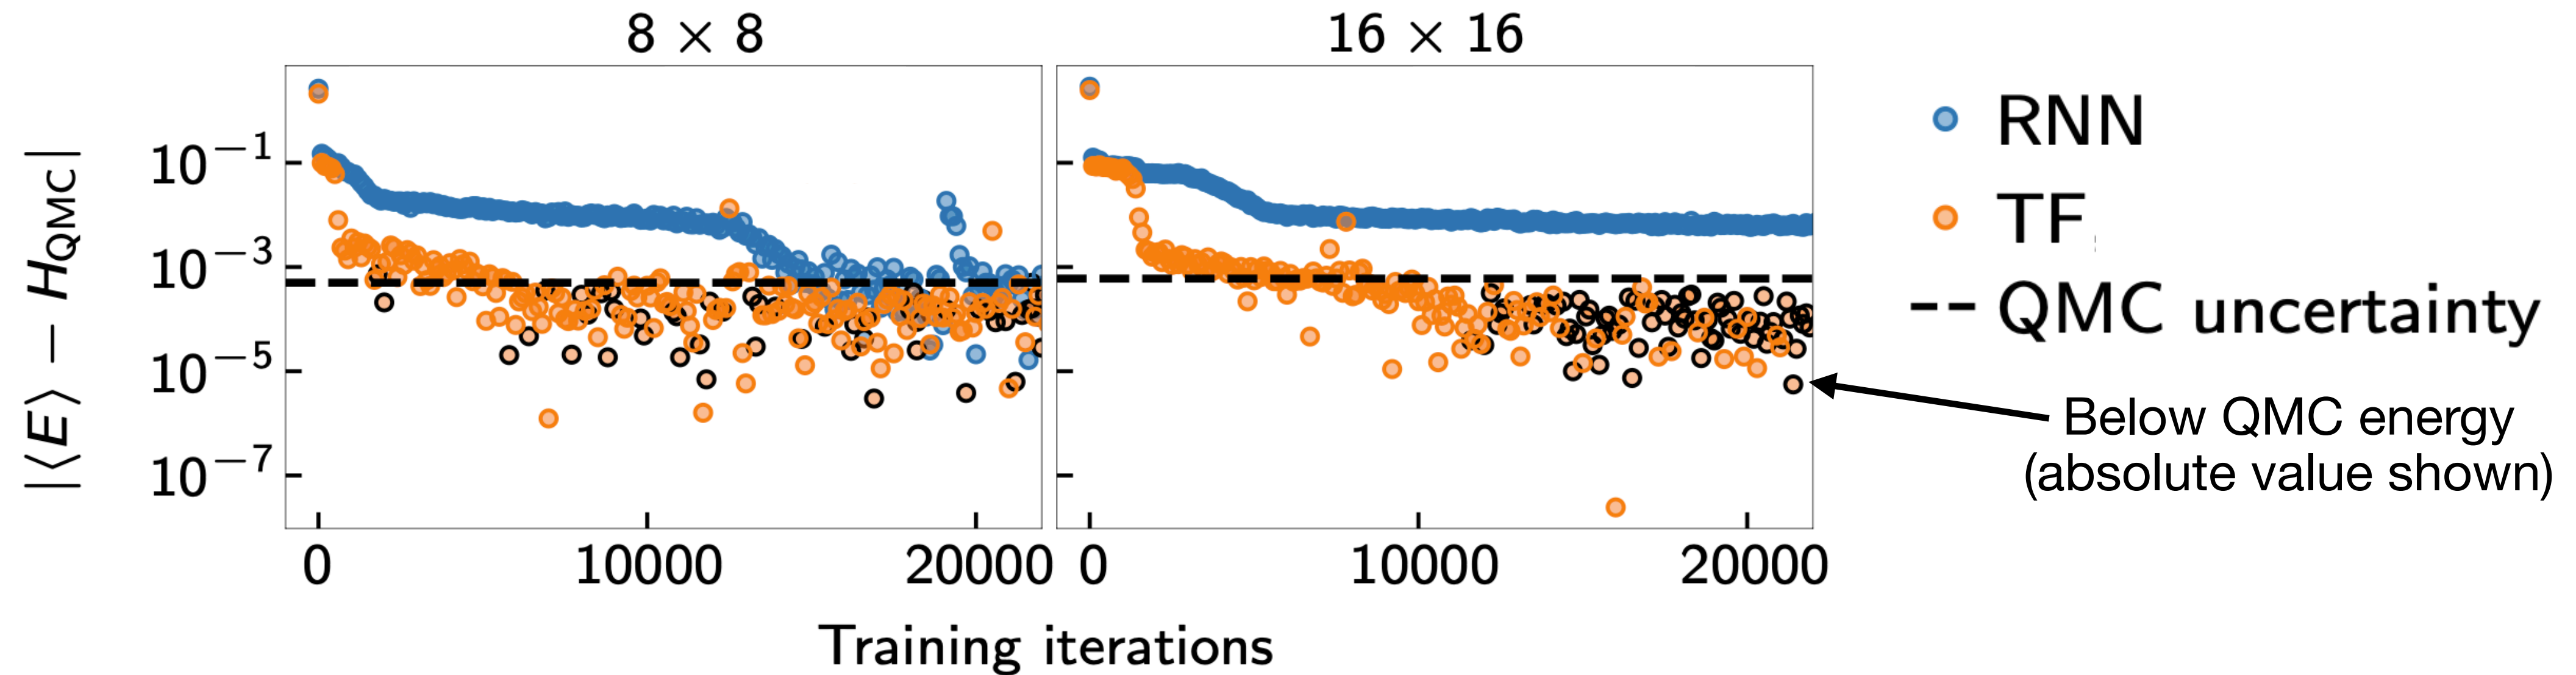 8 × 8
16 × 16
|⟨E⟩ − H_QMC|
10⁻¹
10⁻³
10⁻⁵
10⁻⁷
0
10000
20000
0
10000
20000
Training iterations
RNN
TF
QMC uncertainty
Below QMC energy
(absolute value shown)